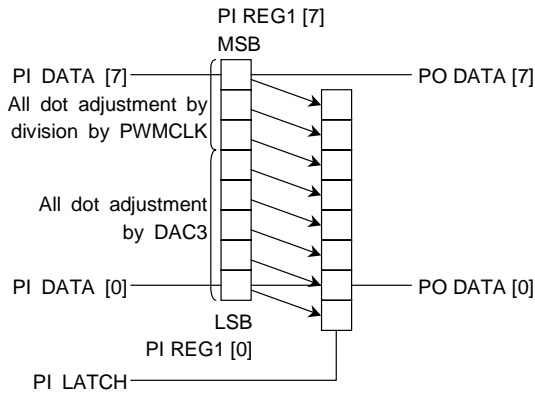 PI REG1 [7]
MSB
PI DATA [7]
PO DATA [7]
All dot adjustment by
division by PWMCLK
All dot adjustment
by DAC3
PI DATA [0]
PO DATA [0]
LSB
PI REG1 [0]
PI LATCH